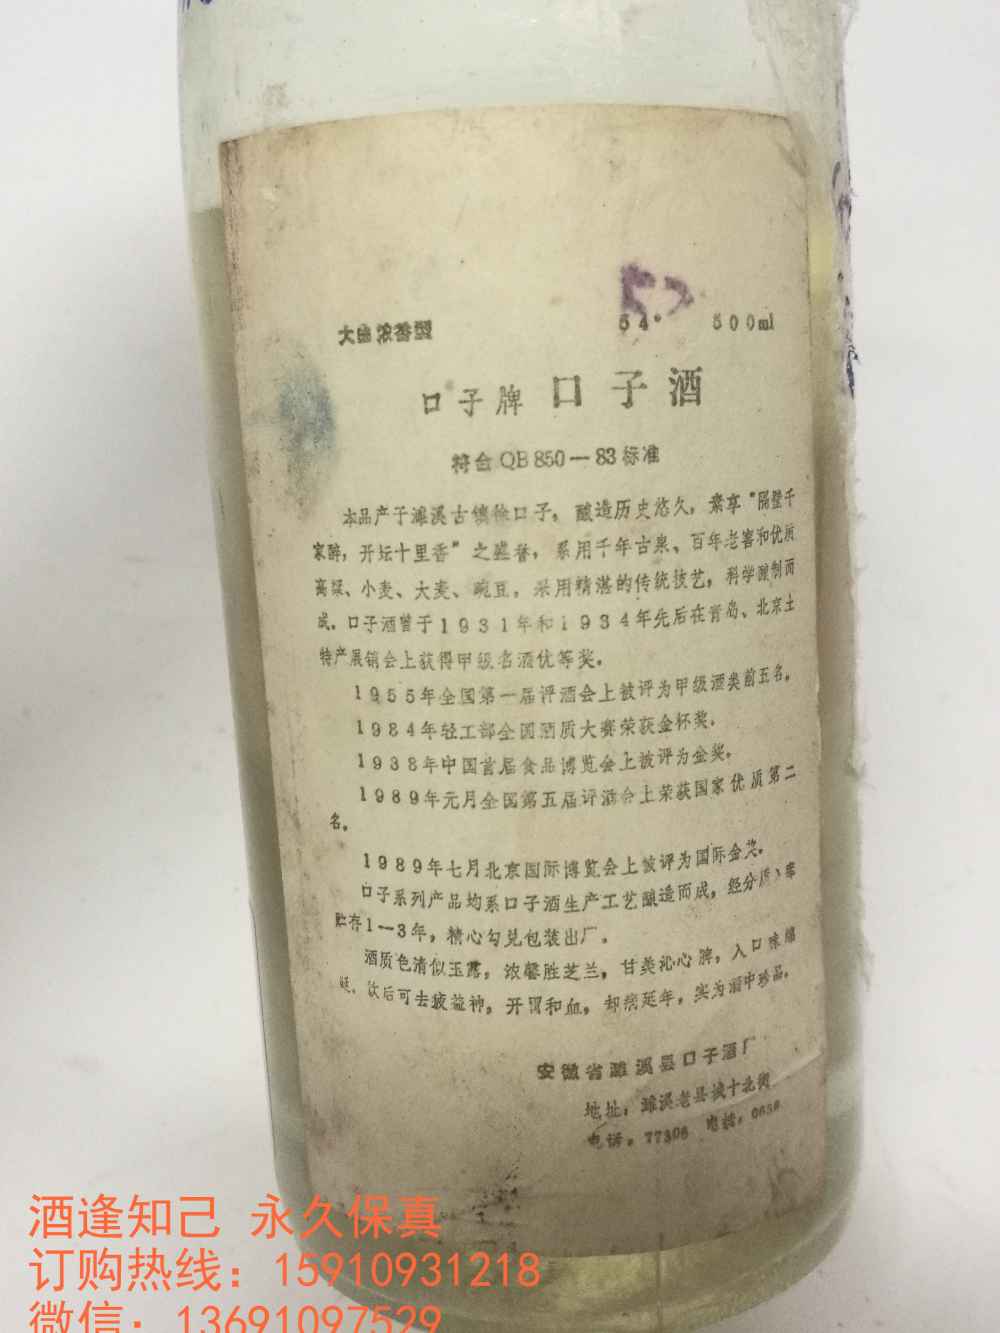 大曲浓香型 54° 500ml
口子牌 口子酒
符合QB850—83标准
本品产于濉溪古镇徐口子，酿造历史悠久，素享“隔壁千
家醉，开坛十里香”之盛誉，系用千年古泉、百年老窖和优质
高粱、小麦、大麦、豌豆，采用精湛的传统技艺，科学酿制而
成。口子酒曾于1931年和1934年先后在青岛、北京土
特产展销会上获得甲级名酒优等奖。
1955年全国第一届评酒会上被评为甲级酒类前五名。
1984年轻工部全国酒质大赛荣获金杯奖。
1938年中国首届食品博览会上被评为金奖。
1989年元月全国第五届评酒会上荣获国家优质第二
名。
1989年七月北京国际博览会上被评为国际金奖。
口子系列产品均系口子酒生产工艺酿造而成，经分质入库
贮存1—3年，精心勾兑包装出厂。
酒质色清似玉露，浓馨胜芝兰，甘美沁心脾，入口味绵
延，饮后可去疲益神，开胃和血，却病延年，实为酒中珍品。
安徽省濉溪县口子酒厂
地址：濉溪老县城十北街
电话：77306 电挂：0656
酒逢知己 永久保真
订购热线：15910931218
微信：13691097529